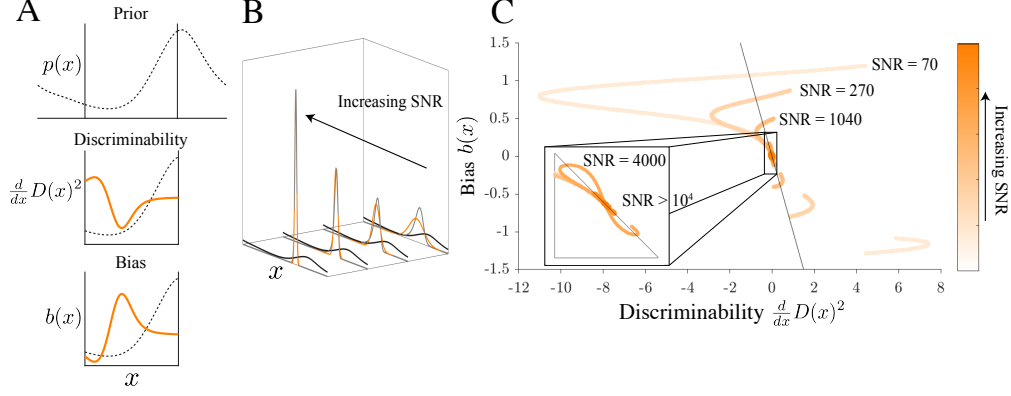 A
Prior
p(x)
Discriminability
d/dx D(x)²
Bias
b(x)
x
B
Increasing SNR
x
C
Bias b(x)
1.5
1
0.5
0
-0.5
-1
-1.5
SNR = 70
SNR = 270
SNR = 1040
SNR = 4000
SNR > 10⁴
-12 -10 -8 -6 -4 -2 0 2 4 6 8
Discriminability d/dx D(x)²
Increasing SNR